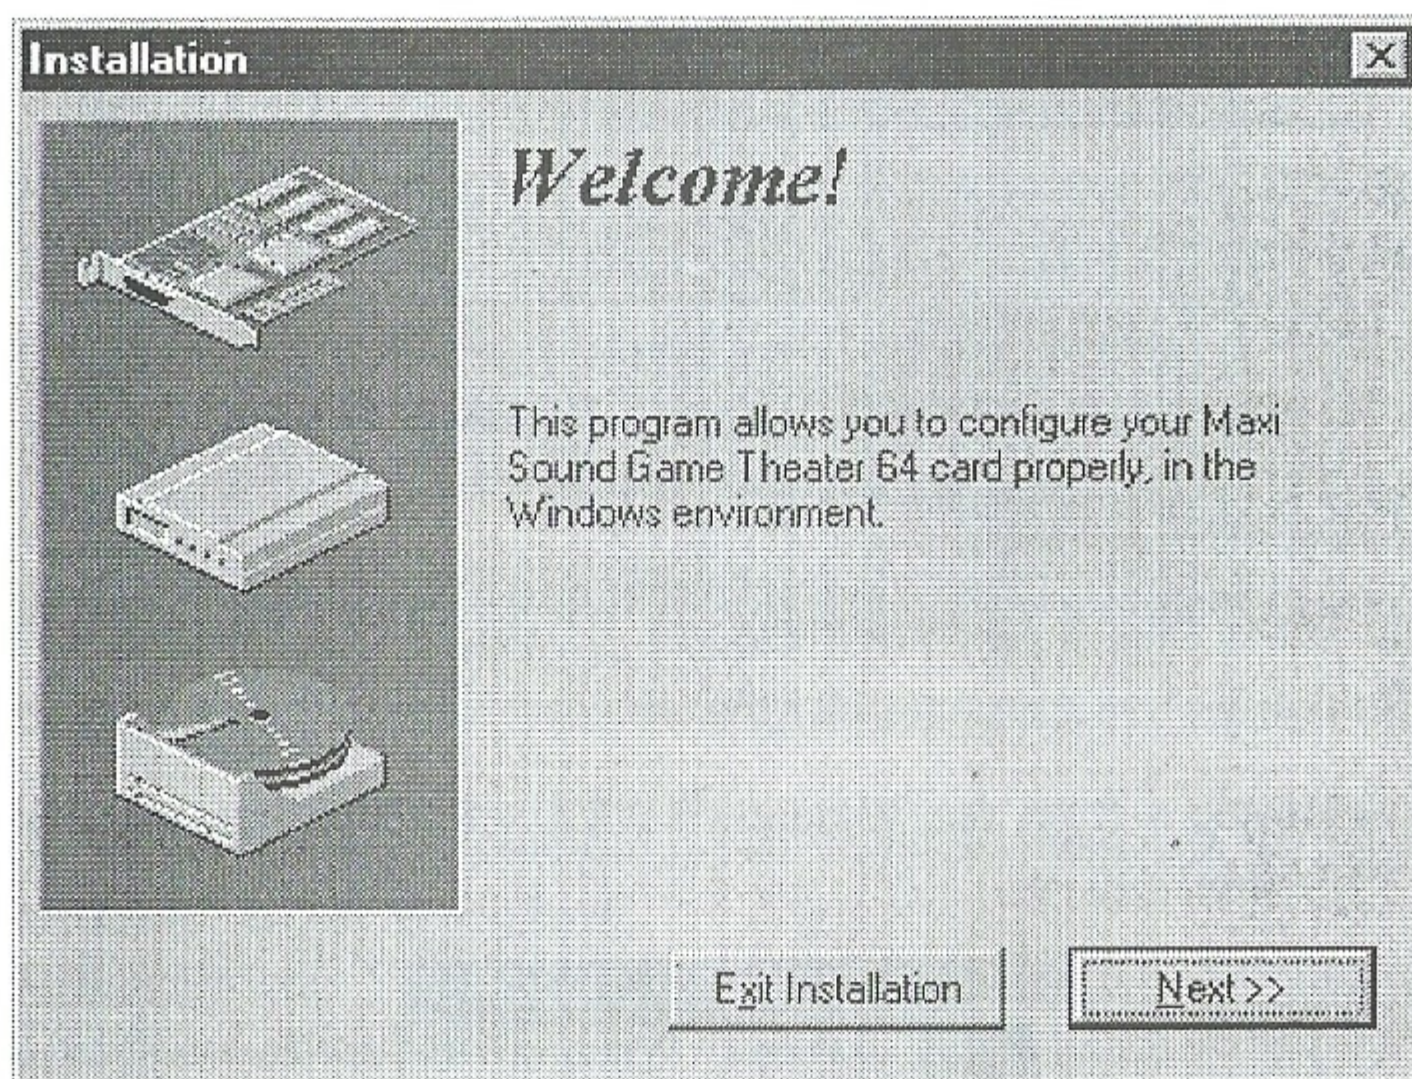 Installation
Welcome!
This program allows you to configure your Maxi
Sound Game Theater 64 card properly, in the
Windows environment.
Exit Installation
Next >>